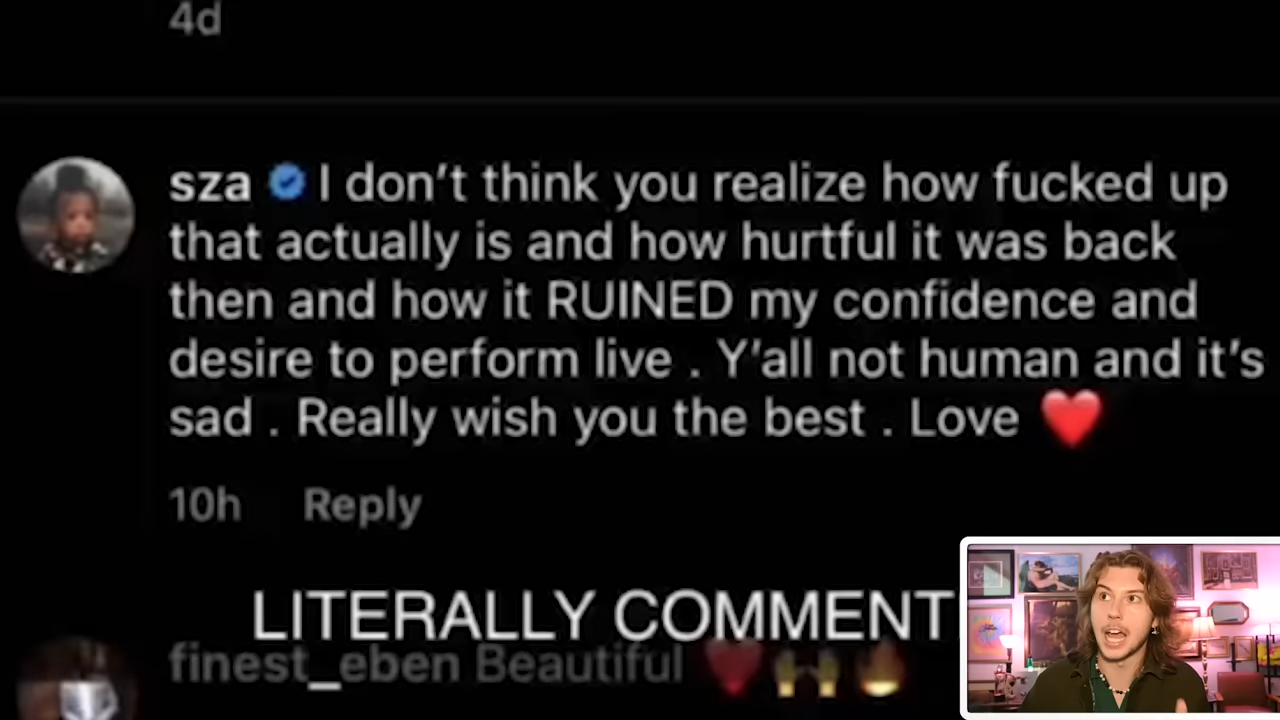 4d
sza I don't think you realize how fucked up
that actually is and how hurtful it was back
then and how it RUINED my confidence and
desire to perform live . Y'all not human and it's
sad . Really wish you the best . Love ❤️
10h Reply
LITERALLY COMMENT
finest_eben Beautiful ❤️🙌🔥